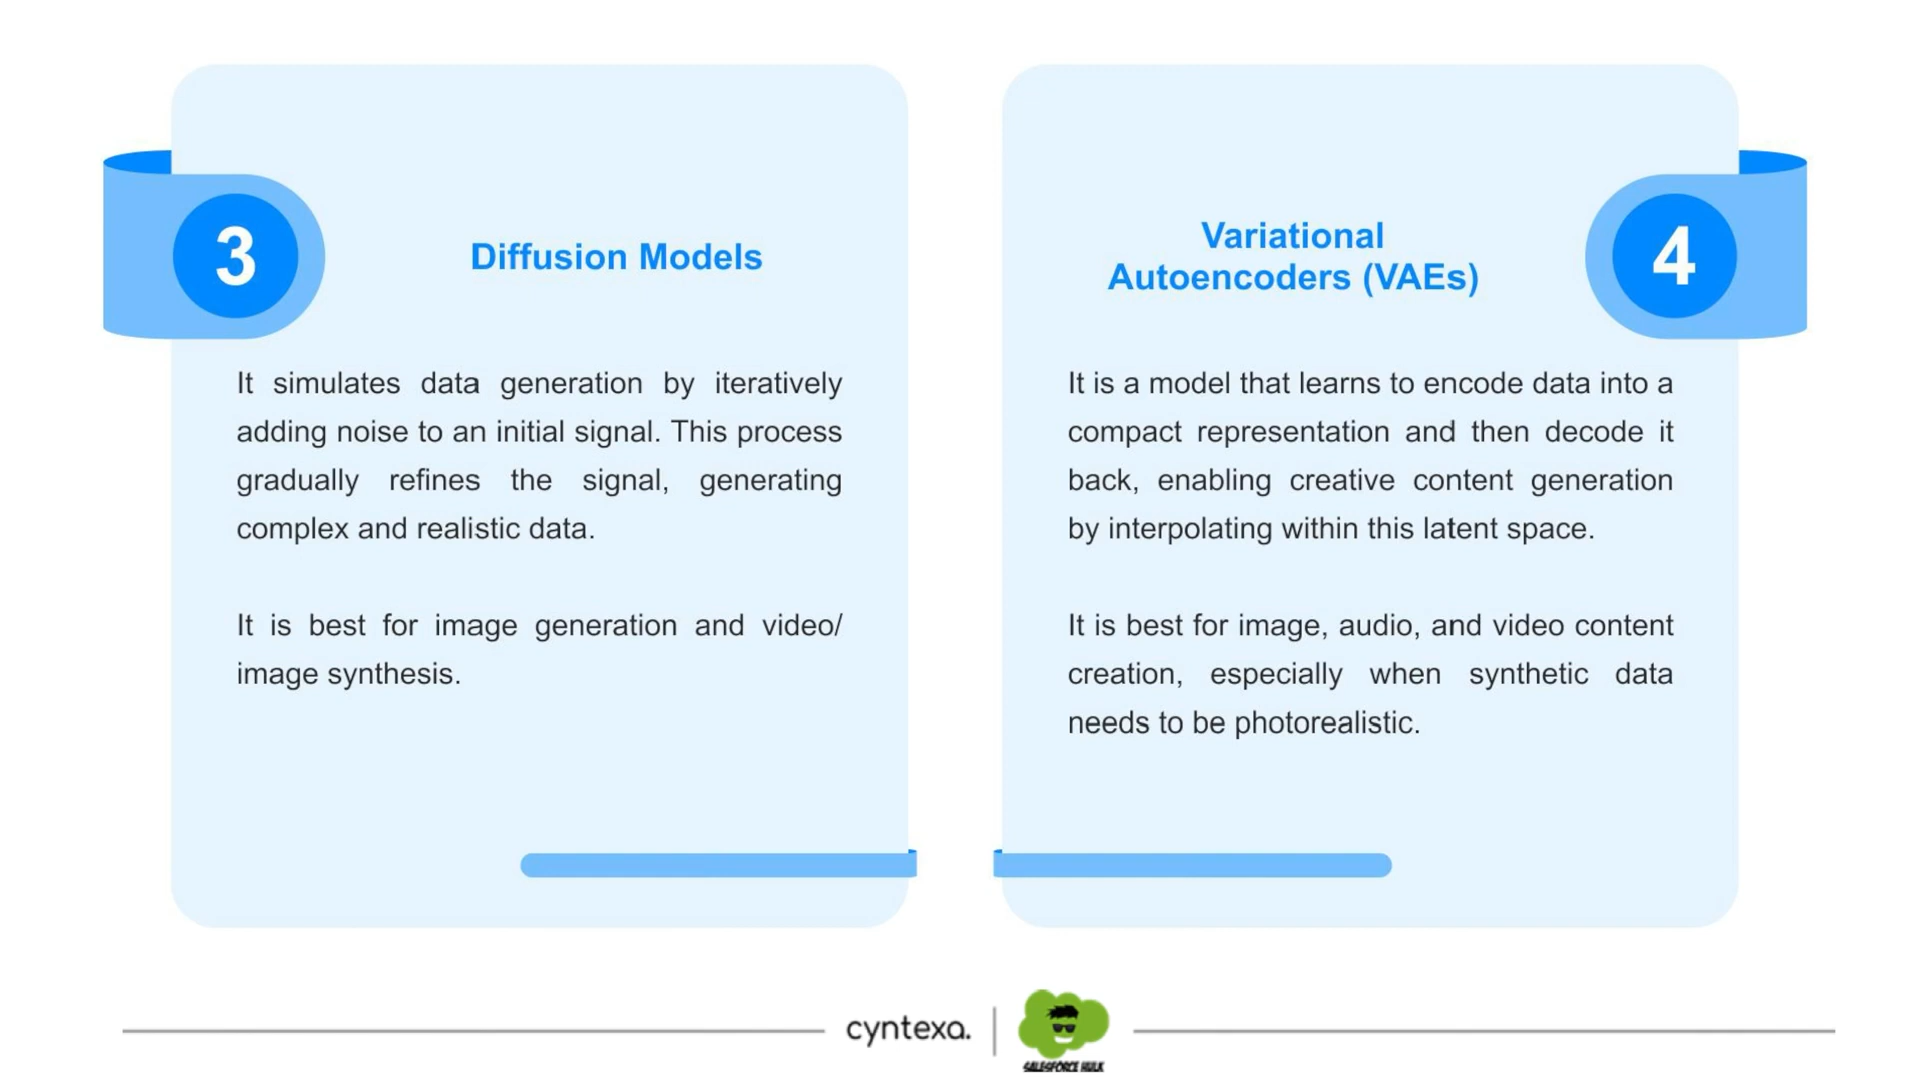 3
Diffusion Models
It simulates data generation by iteratively
adding noise to an initial signal. This process
gradually refines the signal, generating
complex and realistic data.
It is best for image generation and video/
image synthesis.
Variational
Autoencoders (VAEs)
4
It is a model that learns to encode data into a
compact representation and then decode it
back, enabling creative content generation
by interpolating within this latent space.
It is best for image, audio, and video content
creation, especially when synthetic data
needs to be photorealistic.
cyntexa.
SALESFORCE HULK